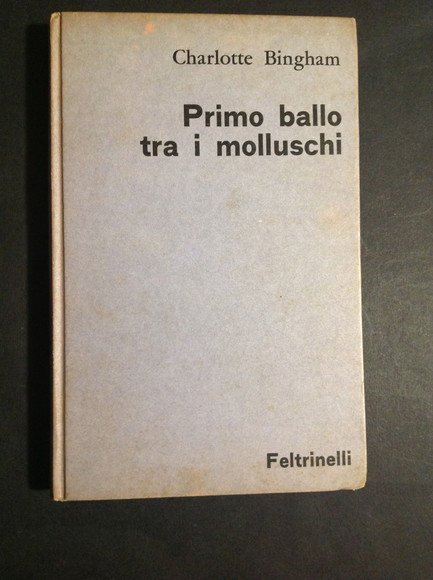 Charlotte Bingham
Primo ballo
tra i molluschi
Feltrinelli